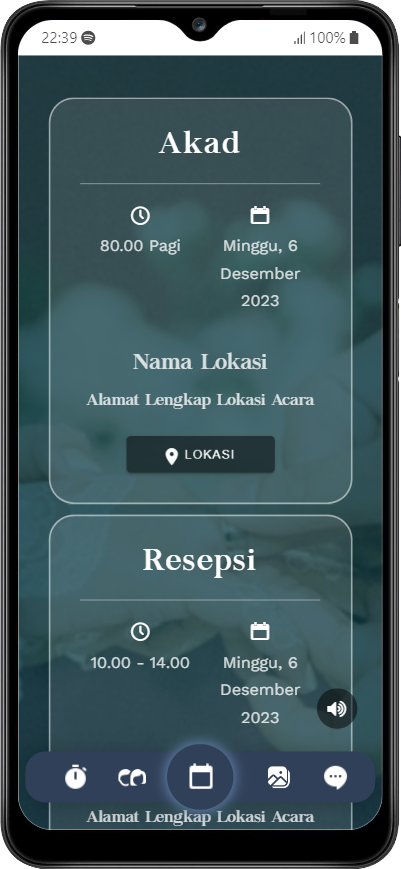 22:39 100%
Akad
80.00 Pagi
Minggu, 6
Desember
2023
Nama Lokasi
Alamat Lengkap Lokasi Acara
LOKASI
Resepsi
10.00 - 14.00
Minggu, 6
Desember
2023
Alamat Lengkap Lokasi Acara